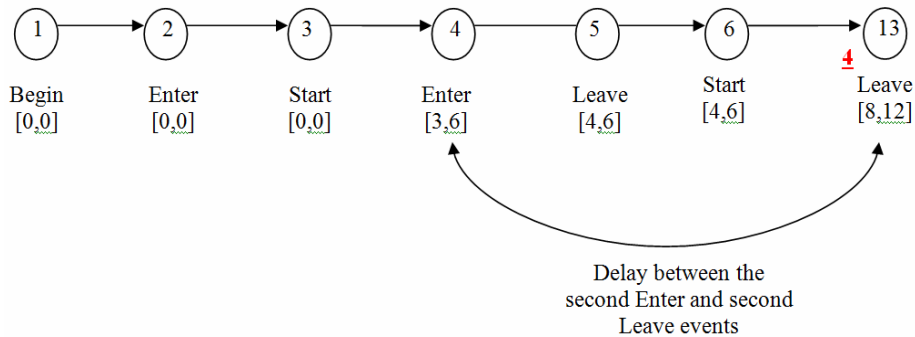 1 2 3 4 5 6 13
4
Begin Enter Start Enter Leave Start Leave
[0,0] [0,0] [0,0] [3,6] [4,6] [4,6] [8,12]
Delay between the
second Enter and second
Leave events